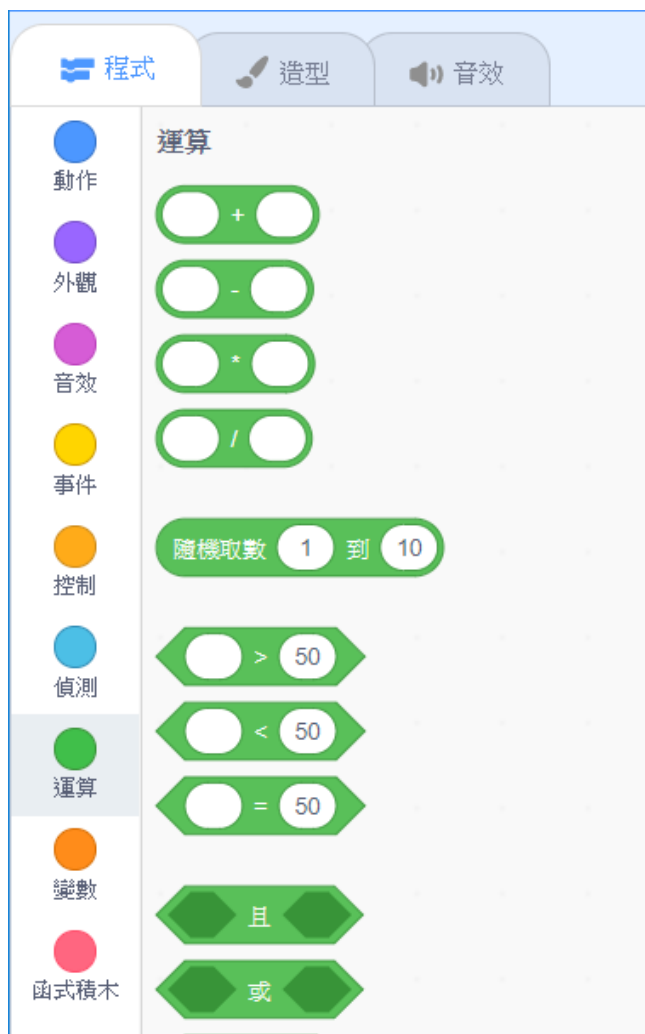 程式 造型 音效
動作
外觀
音效
事件
控制
偵測
運算
變數
函式積木
運算
+
-
*
/
隨機取數 1 到 10
> 50
< 50
= 50
且
或